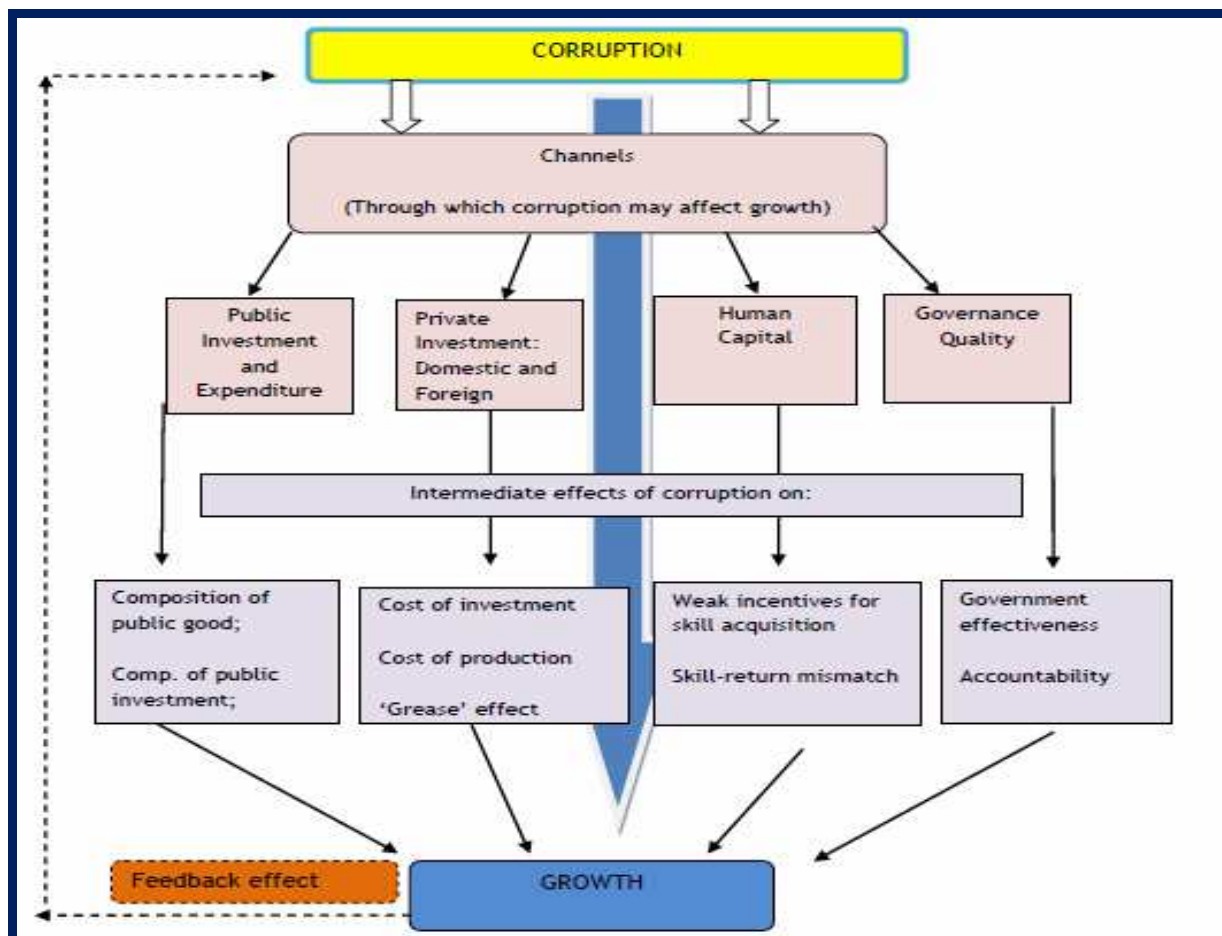 CORRUPTION
Channels
(Through which corruption may affect growth)
Public
Investment
and
Expenditure
Private
Investment:
Domestic and
Foreign
Human
Capital
Governance
Quality
Intermediate effects of corruption on:
Composition of
public good;
Comp. of public
investment;
Cost of investment
Cost of production
‘Grease’ effect
Weak incentives for
skill acquisition
Skill-return mismatch
Government
effectiveness
Accountability
Feedback effect
GROWTH